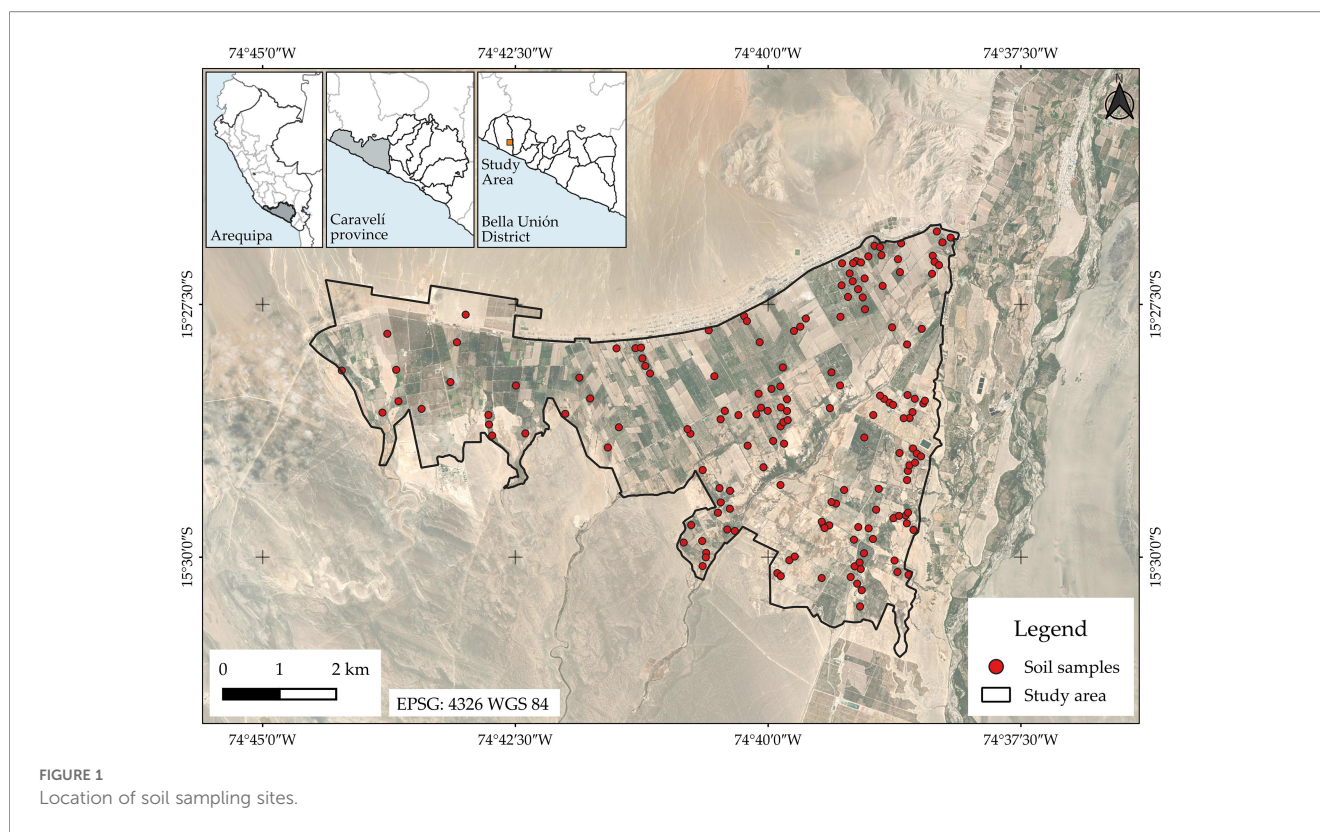 74°45′0″W
74°42′30″W
74°40′0″W
74°37′30″W
N
Arequipa
Caravelí
province
Study
Area
Bella Unión
District
15°27′30″S
15°27′30″S
15°30′0″S
15°30′0″S
0 1 2 km
EPSG: 4326 WGS 84
Legend
Soil samples
Study area
74°45′0″W
74°42′30″W
74°40′0″W
74°37′30″W
FIGURE 1
Location of soil sampling sites.